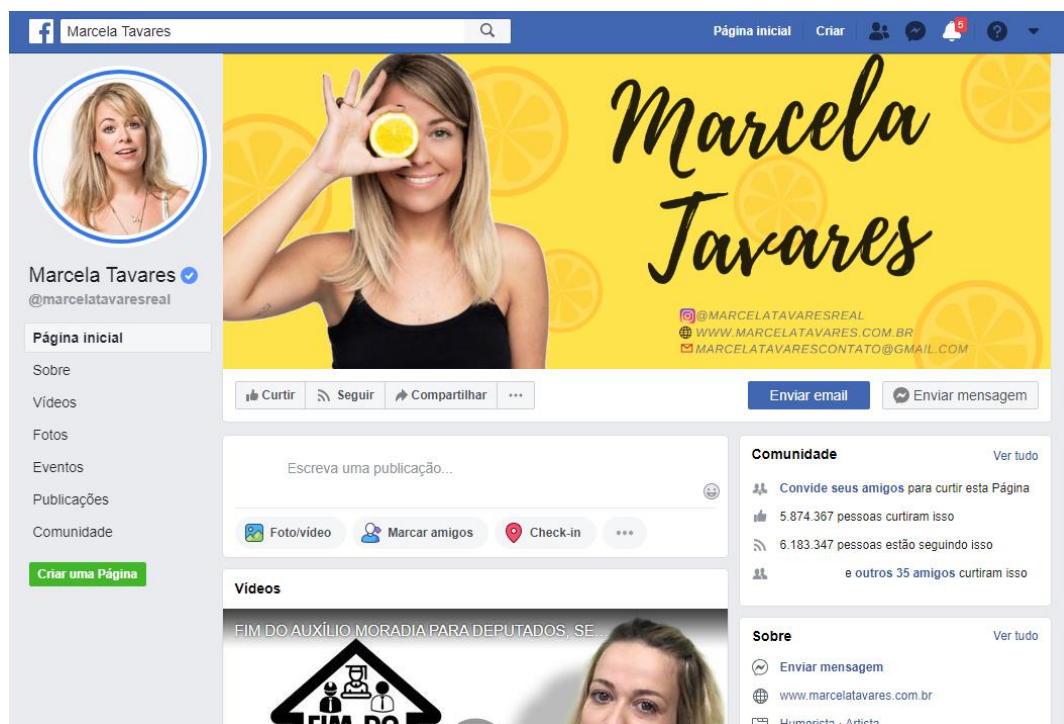 Marcela Tavares
Página inicial
Criar
5
Marcela
Tavares
@MARCELATAVARESREAL
WWW.MARCELATAVARES.COM.BR
MARCELATAVARESCONTATO@GMAIL.COM
Marcela Tavares
@marcelatavaresreal
Página inicial
Sobre
Vídeos
Fotos
Eventos
Publicações
Comunidade
Criar uma Página
Curtir Seguir Compartilhar ...
Enviar email
Enviar mensagem
Escreva uma publicação...
Foto/vídeo
Marcar amigos
Check-in
...
Vídeos
FIM DO AUXÍLIO MORADIA PARA DEPUTADOS, SE...
FIM DO
Comunidade
Ver tudo
Convide seus amigos para curtir esta Página
5.874.367 pessoas curtiram isso
6.183.347 pessoas estão seguindo isso
e outros 35 amigos curtiram isso
Sobre
Ver tudo
Enviar mensagem
www.marcelatavares.com.br
Humorista · Artista